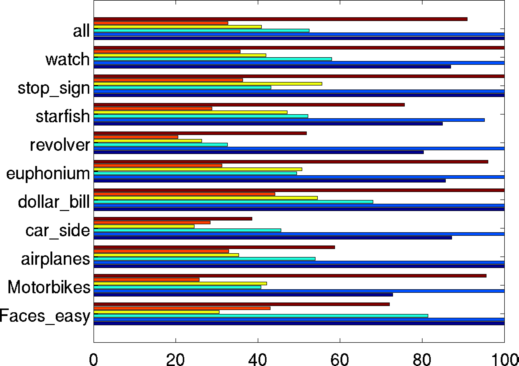 all
watch
stop_sign
starfish
revolver
euphonium
dollar_bill
car_side
airplanes
Motorbikes
Faces_easy
0 20 40 60 80 100